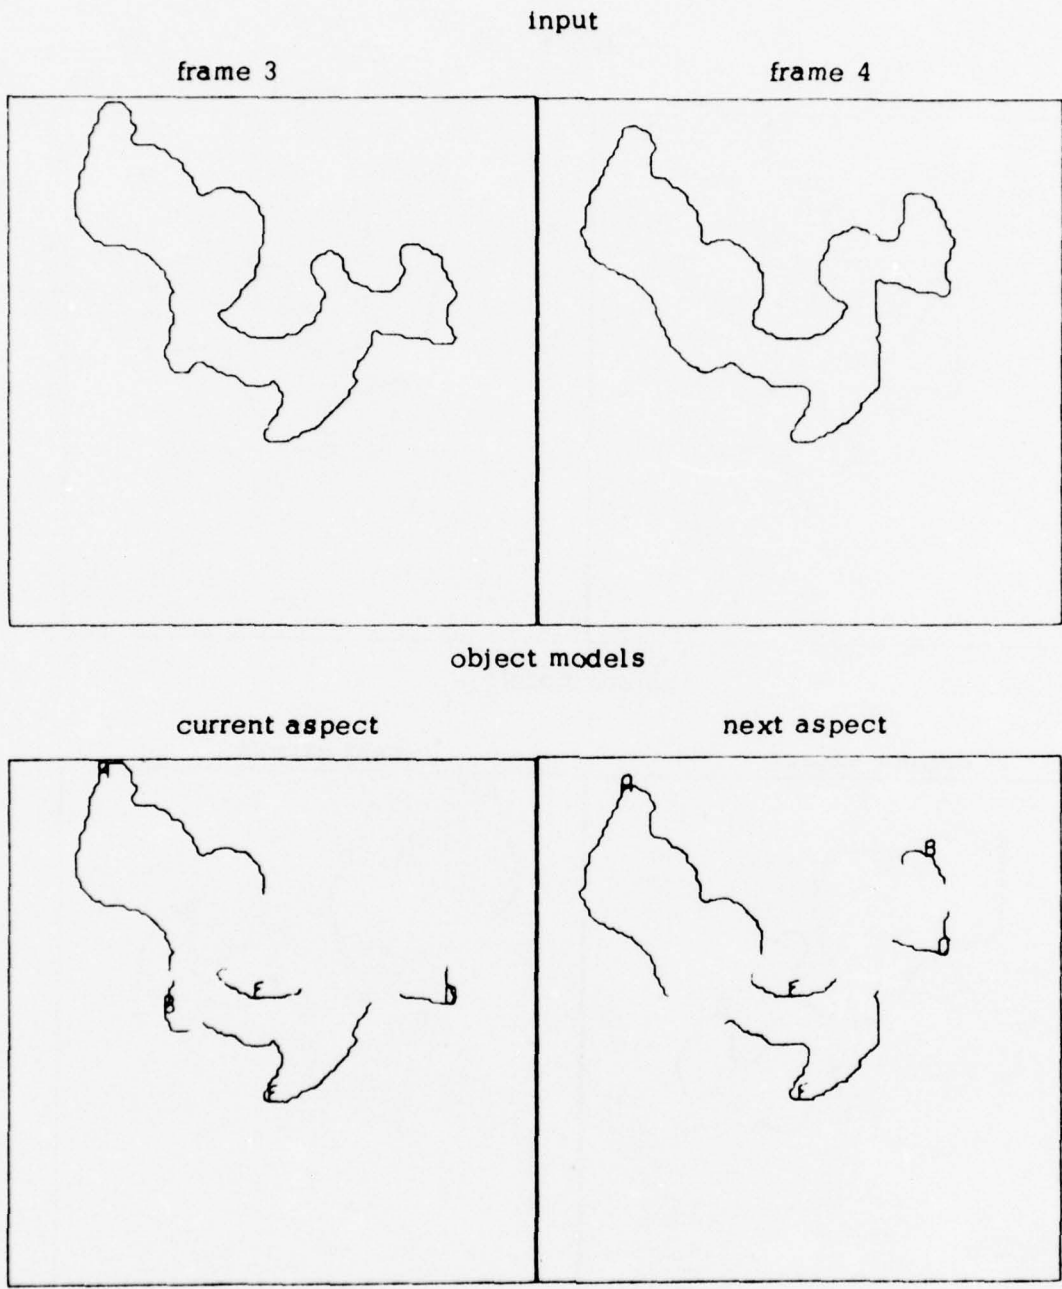 input
frame 3
frame 4
object models
current aspect
next aspect
A
A
B
D
B
F
D
F
E
E